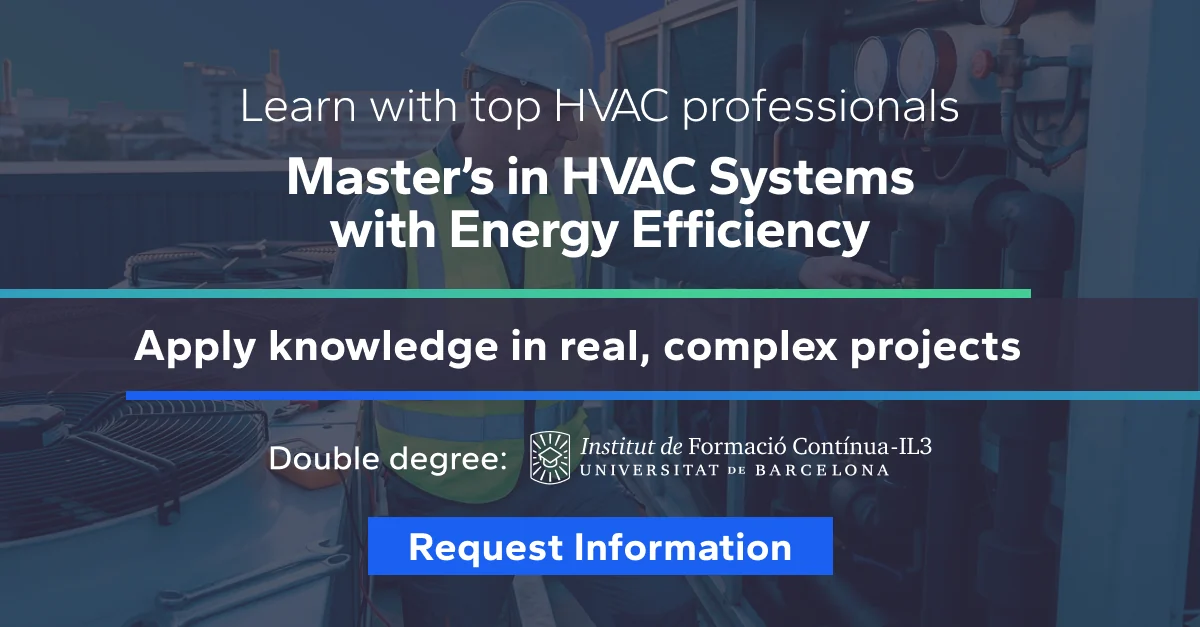 Learn with top HVAC professionals
Master's in HVAC Systems
with Energy Efficiency
Apply knowledge in real, complex projects
Double degree:
Institut de Formació Contínua-IL3
UNIVERSITAT DE BARCELONA
Request Information